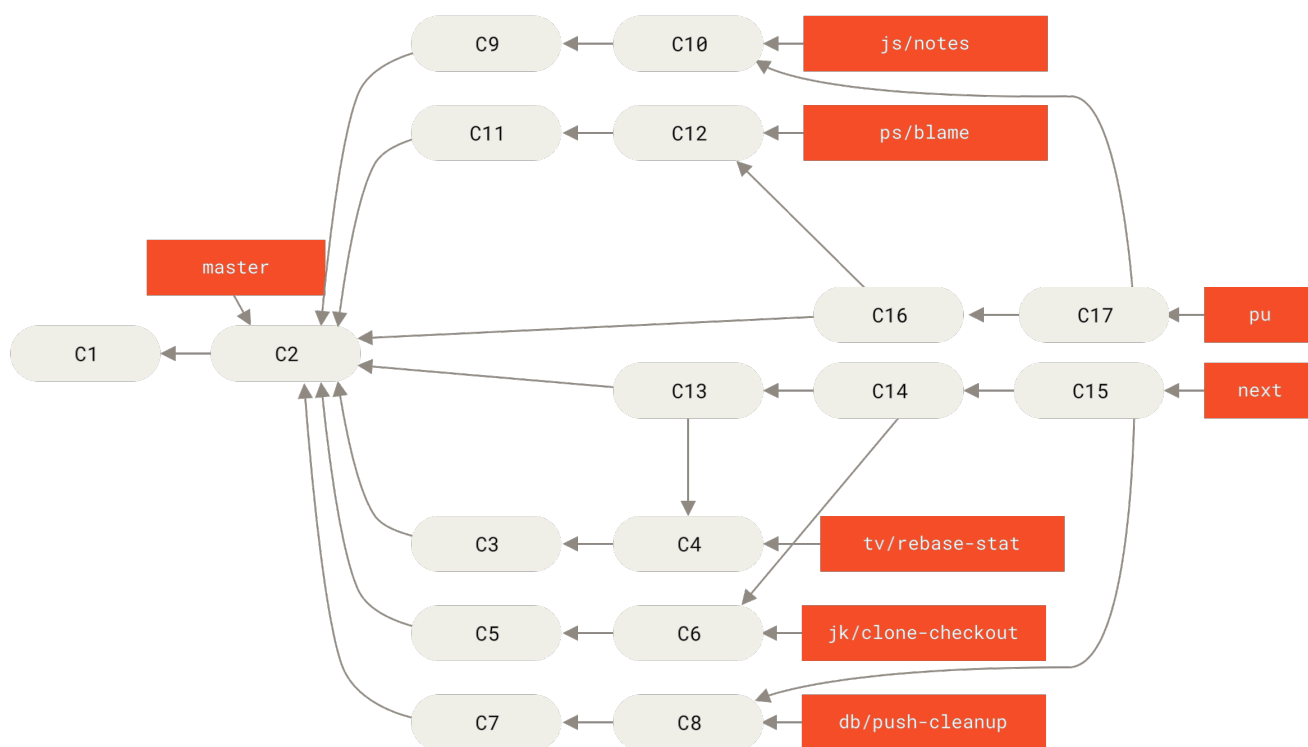 C9
C10
js/notes
C11
C12
ps/blame
master
C16
C17
pu
C1
C2
C13
C14
C15
next
C3
C4
tv/rebase-stat
C5
C6
jk/clone-checkout
C7
C8
db/push-cleanup